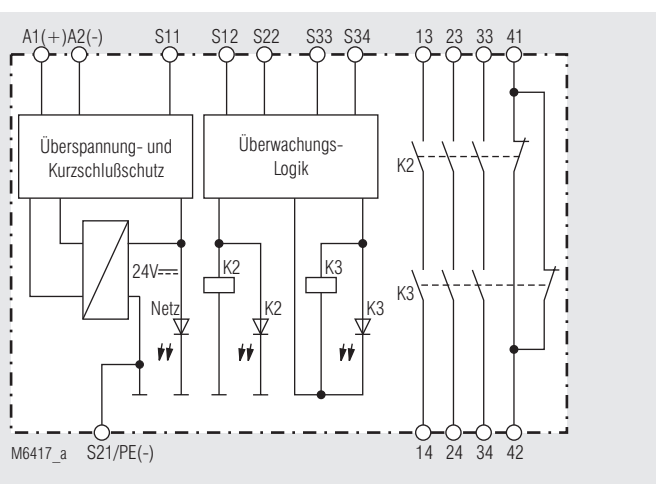 A1(+) A2(-) S11 S12 S22 S33 S34 13 23 33 41
Überspannung- und
Kurzschlußschutz
Überwachungs-
Logik
K2
24V
K2
K3
K3
Netz
K2
K3
M6417_a S21/PE(-) 14 24 34 42